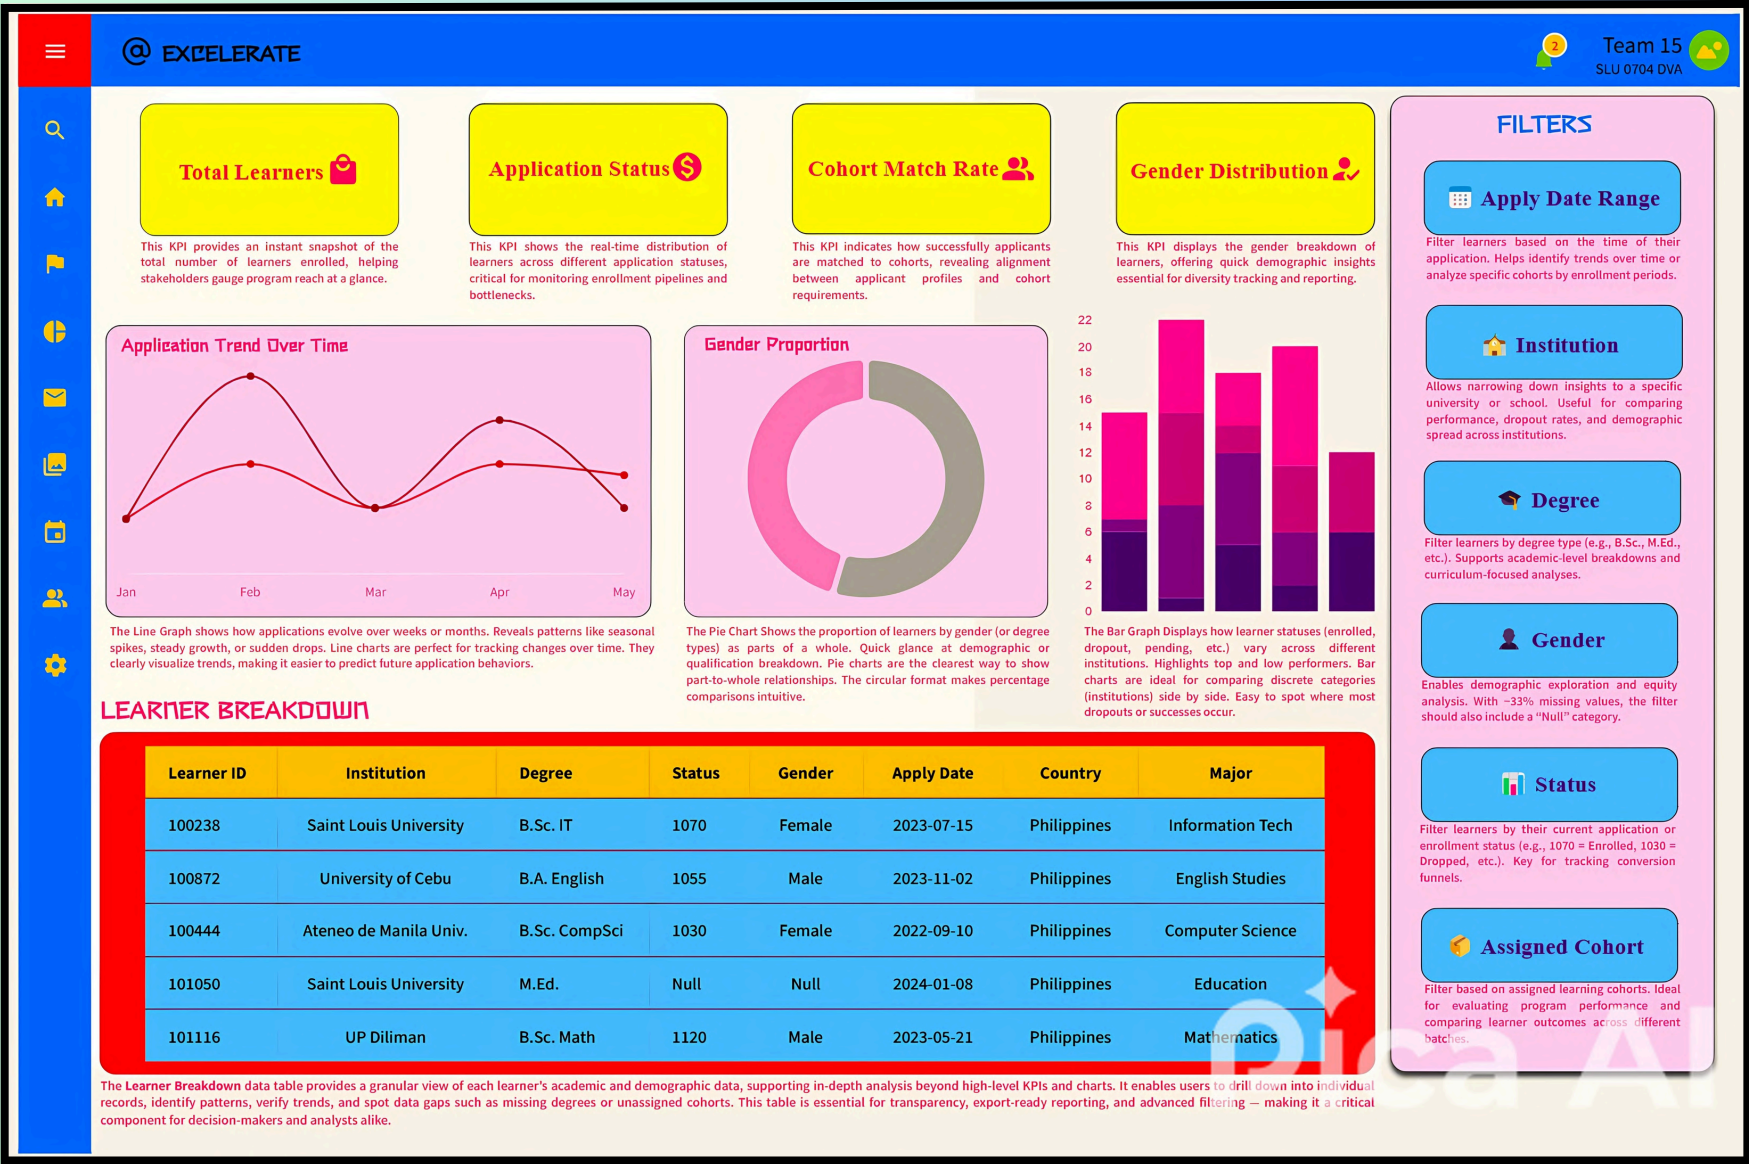 @ EXCELERATE
2
Team 15
SLU 0704 DVA
Total Learners
This KPI provides an instant snapshot of the
total number of learners enrolled, helping
stakeholders gauge program reach at a glance.
Application Status
This KPI shows the real-time distribution of
learners across different application statuses,
critical for monitoring enrollment pipelines and
bottlenecks.
Cohort Match Rate
This KPI indicates how successfully applicants
are matched to cohorts, revealing alignment
between applicant profiles and cohort
requirements.
Gender Distribution
This KPI displays the gender breakdown of
learners, offering quick demographic insights
essential for diversity tracking and reporting.
Application Trend Over Time
Jan Feb Mar Apr May
The Line Graph shows how applications evolve over weeks or months. Reveals patterns like seasonal
spikes, steady growth, or sudden drops. Line charts are perfect for tracking changes over time. They
clearly visualize trends, making it easier to predict future application behaviors.
Gender Proportion
The Pie Chart Shows the proportion of learners by gender (or degree
types) as parts of a whole. Quick glance at demographic or
qualification breakdown. Pie charts are the clearest way to show
part-to-whole relationships. The circular format makes percentage
comparisons intuitive.
22
20
18
16
14
12
10
8
6
4
2
0
The Bar Graph Displays how learner statuses (enrolled,
dropout, pending, etc.) vary across different
institutions. Highlights top and low performers. Bar
charts are ideal for comparing discrete categories
(institutions) side by side. Easy to spot where most
dropouts or successes occur.
LEARNER BREAKDOWN
Learner ID Institution Degree Status Gender Apply Date Country Major
100238 Saint Louis University B.Sc. IT 1070 Female 2023-07-15 Philippines Information Tech
100872 University of Cebu B.A. English 1055 Male 2023-11-02 Philippines English Studies
100444 Ateneo de Manila Univ. B.Sc. CompSci 1030 Female 2022-09-10 Philippines Computer Science
101050 Saint Louis University M.Ed. Null Null 2024-01-08 Philippines Education
101116 UP Diliman B.Sc. Math 1120 Male 2023-05-21 Philippines Mathematics
The Learner Breakdown data table provides a granular view of each learner's academic and demographic data, supporting in-depth analysis beyond high-level KPIs and charts. It enables users to drill down into individual
records, identify patterns, verify trends, and spot data gaps such as missing degrees or unassigned cohorts. This table is essential for transparency, export-ready reporting, and advanced filtering — making it a critical
component for decision-makers and analysts alike.
FILTERS
Apply Date Range
Filter learners based on the time of their
application. Helps identify trends over time or
analyze specific cohorts by enrollment periods.
Institution
Allows narrowing down insights to a specific
university or school. Useful for comparing
performance, dropout rates, and demographic
spread across institutions.
Degree
Filter learners by degree type (e.g., B.Sc., M.Ed.,
etc.). Supports academic-level breakdowns and
curriculum-focused analyses.
Gender
Enables demographic exploration and equity
analysis. With ~33% missing values, the filter
should also include a “Null” category.
Status
Filter learners by their current application or
enrollment status (e.g., 1070 = Enrolled, 1030 =
Dropped, etc.). Key for tracking conversion
funnels.
Assigned Cohort
Filter based on assigned learning cohorts. Ideal
for evaluating program performance and
comparing learner outcomes across different
batches.
Pica AI